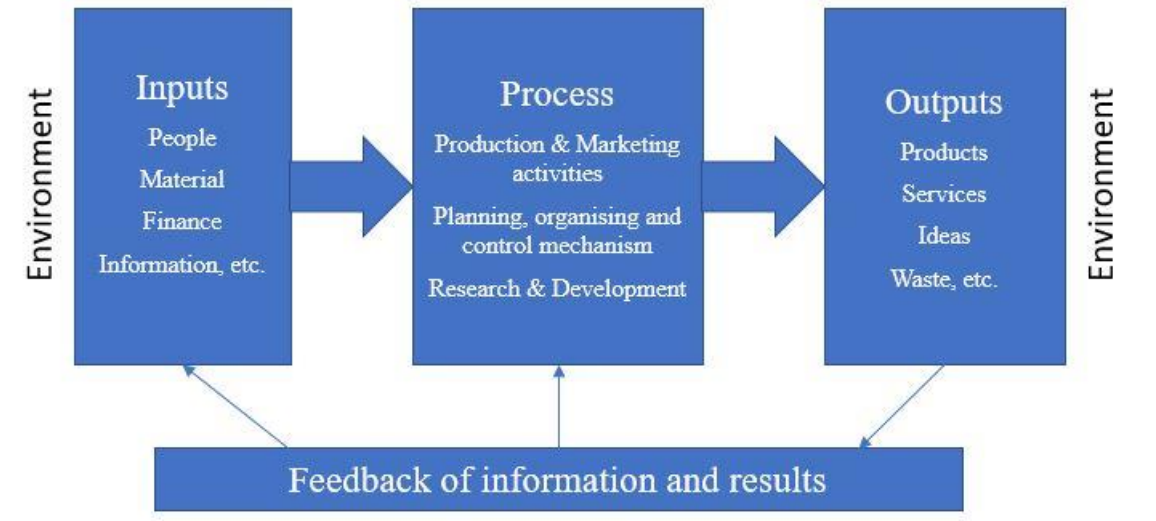 Environment
Inputs
People
Material
Finance
Information, etc.
Process
Production & Marketing
activities
Planning, organising and
control mechanism
Research & Development
Outputs
Products
Services
Ideas
Waste, etc.
Environment
Feedback of information and results